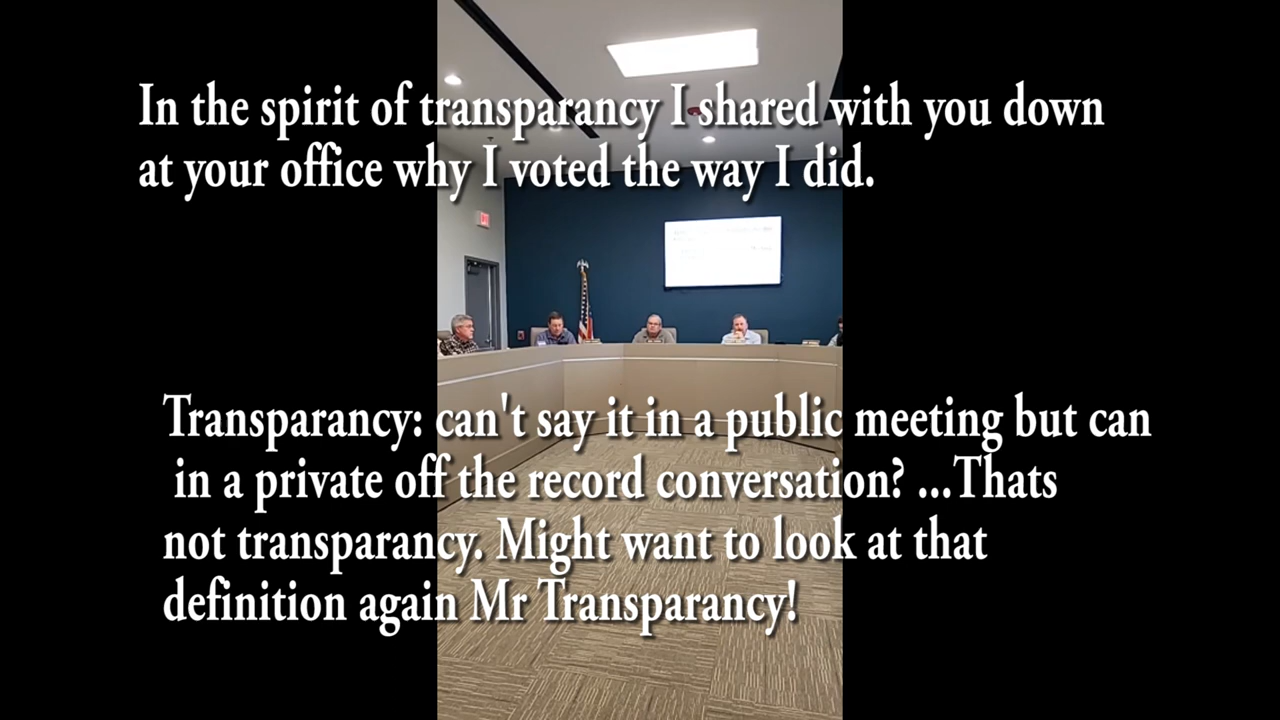 In the spirit of transparancy I shared with you down
at your office why I voted the way I did.
Transparancy: can't say it in a public meeting but can
in a private off the record conversation? ...Thats
not transparancy. Might want to look at that
definition again Mr Transparancy!